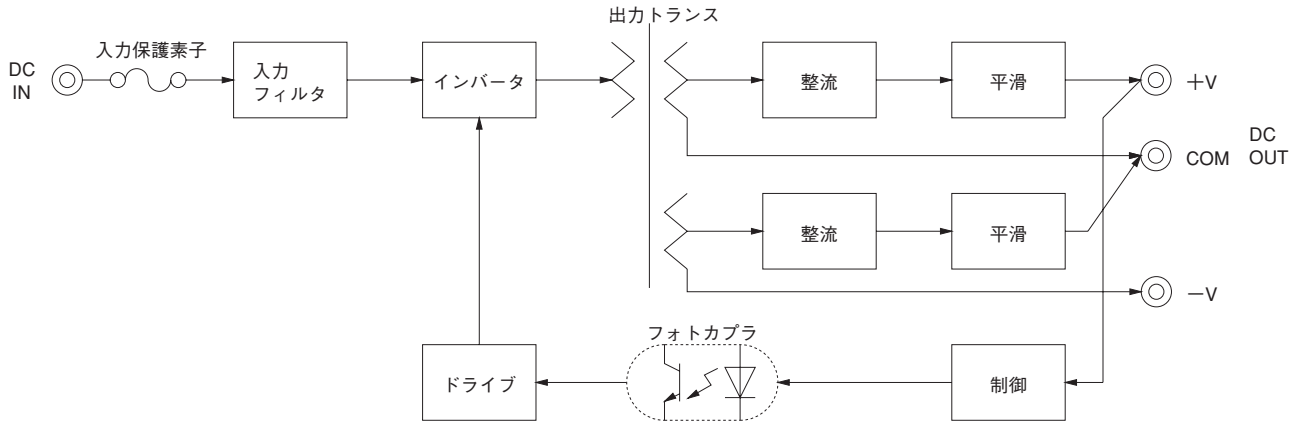 出力トランス
入力保護素子
DC
IN
入力
フィルタ
インバータ
整流
平滑
+V
COM
DC
OUT
整流
平滑
−V
フォトカプラ
ドライブ
制御